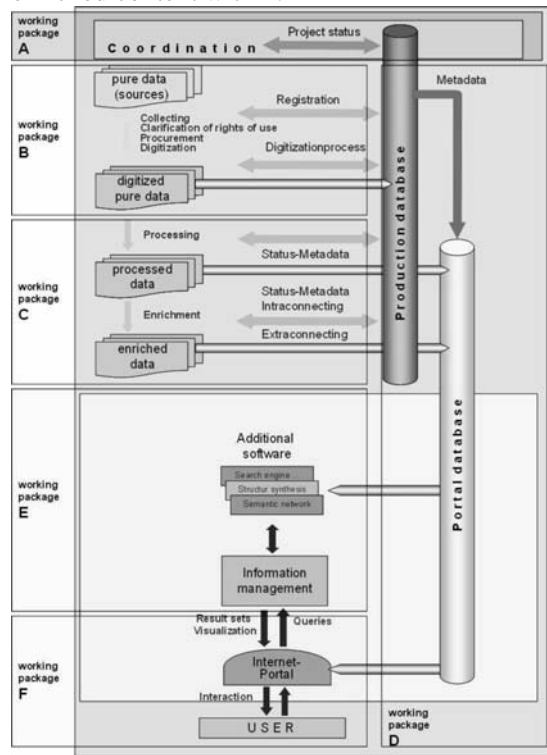 working
package
A
Coordination
Project status
working
package
B
pure data
(sources)
Collecting
Clarification of rights of use
Procurement
Digitization
digitized
pure data
Registration
Digitizationprocess
Metadata
Production database
working
package
C
Processing
processed
data
Enrichment
enriched
data
Status-Metadata
Status-Metadata
Intraconnecting
Extraconnecting
Portal database
working
package
E
Additional
software
Search engine
Structur synthesis
Semantic network
Information
management
Result sets
Visualization
Queries
working
package
F
Internet-
Portal
Interaction
USER
working
package
D